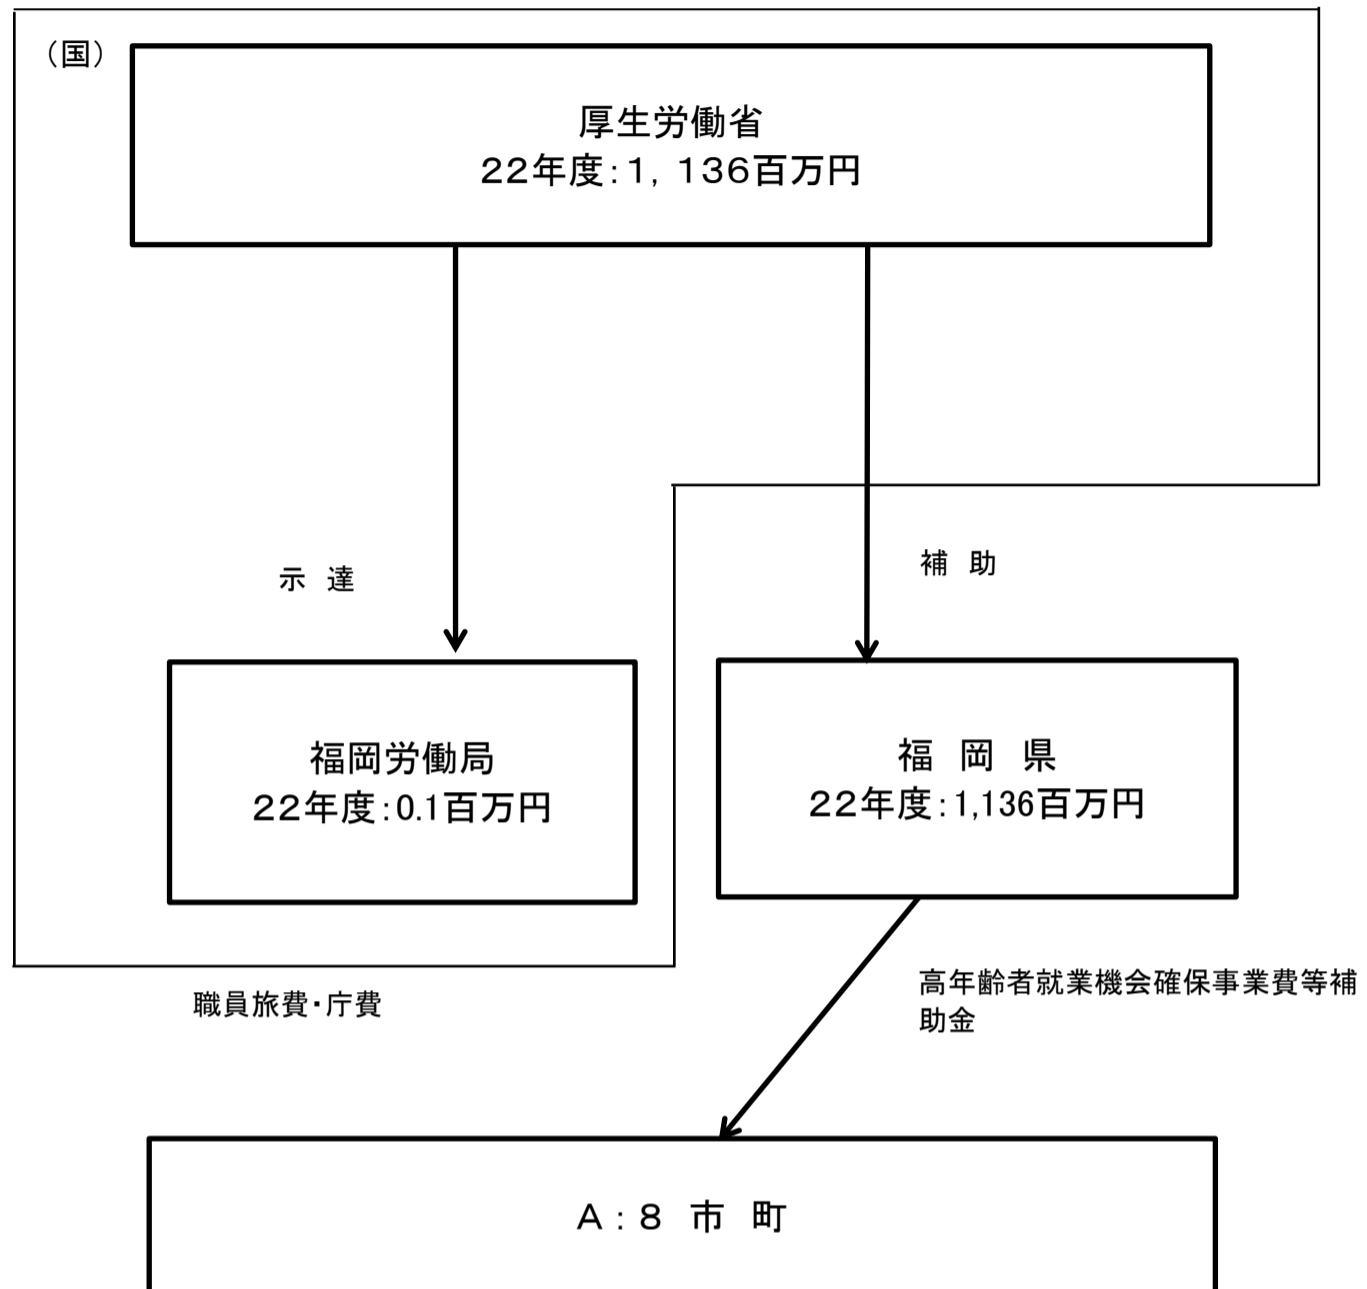 （国）
厚生労働省
２２年度：１，１３６百万円
示　達
補　助
福岡労働局
２２年度：0.1百万円
福　岡　県
２２年度：1,136百万円
職員旅費・庁費
高年齢者就業機会確保事業費等補
助金
Ａ：８　市　町